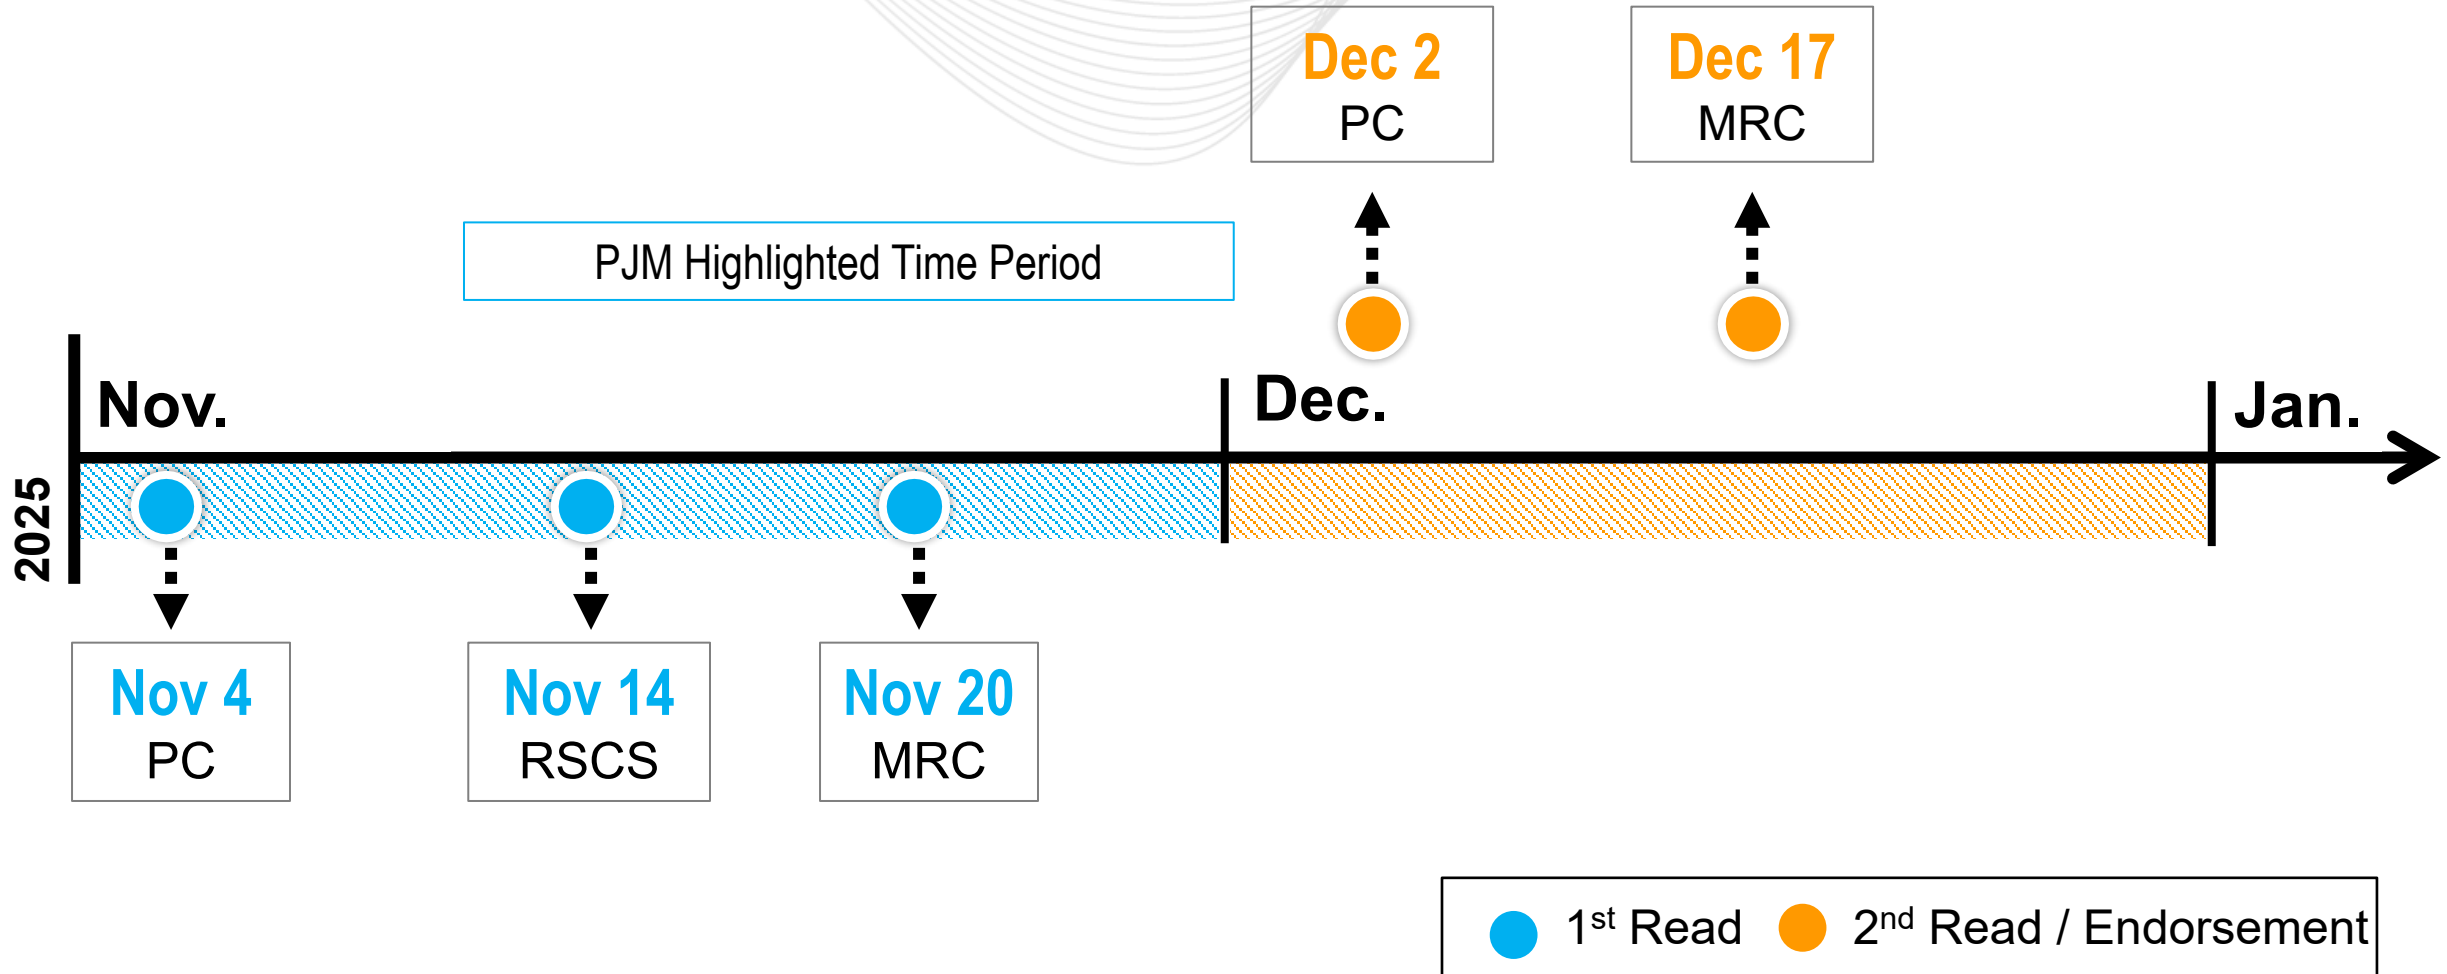 Dec 2
PC
Dec 17
MRC
PJM Highlighted Time Period
Nov.
Dec.
Jan.
2025
Nov 4
PC
Nov 14
RSCS
Nov 20
MRC
1st Read
2nd Read / Endorsement